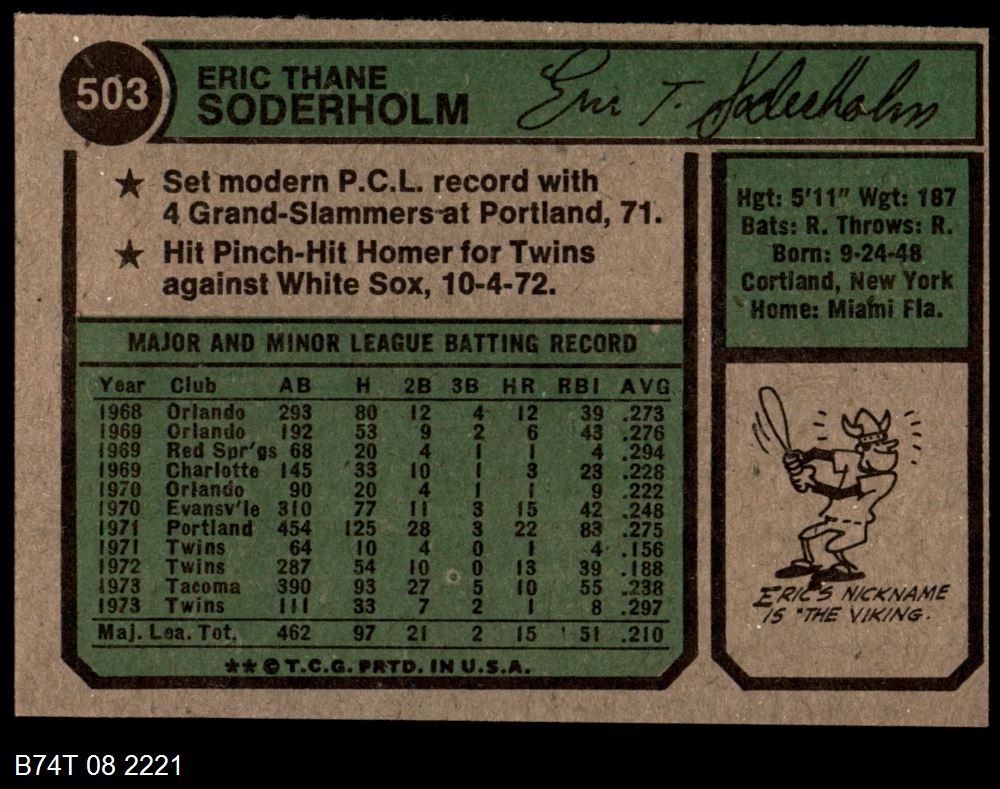 503
ERIC THANE
SODERHOLM
Eric T. Soderholm
★ Set modern P.C.L. record with
4 Grand-Slammers at Portland, 71.
★ Hit Pinch-Hit Homer for Twins
against White Sox, 10-4-72.
Hgt: 5'11" Wgt: 187
Bats: R. Throws: R.
Born: 9-24-48
Cortland, New York
Home: Miami Fla.
MAJOR AND MINOR LEAGUE BATTING RECORD
Year Club AB H 2B 3B HR RBI AVG
1968 Orlando 293 80 12 4 12 39 .273
1969 Orlando 192 53 9 2 6 43 .276
1969 Red Spr'gs 68 20 4 1 1 4 .294
1969 Charlotte 145 33 10 1 3 23 .228
1970 Orlando 90 20 4 1 1 9 .222
1970 Evansv'le 310 77 11 3 15 42 .248
1971 Portland 454 125 28 3 22 83 .275
1971 Twins 64 10 4 0 1 4 .156
1972 Twins 287 54 10 0 13 39 .188
1973 Tacoma 390 93 27 5 10 55 .238
1973 Twins 111 33 7 2 1 8 .297
Maj. Lea. Tot. 462 97 21 2 15 51 .210
★★ © T.C.G. PRTD. IN U.S.A.
ERIC'S NICKNAME
IS "THE VIKING.
B74T 08 2221